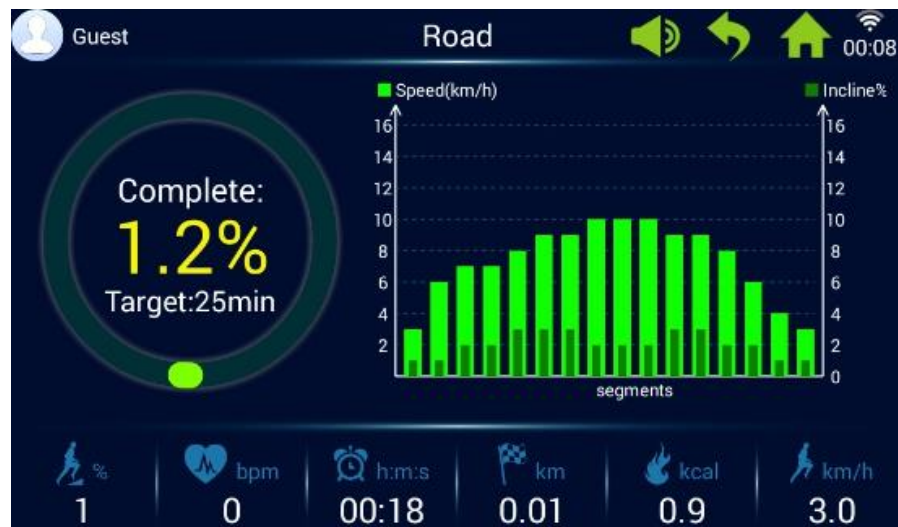 Guest
Road
00:08
Speed(km/h)
Incline%
16
14
12
10
8
6
4
2
16
14
12
10
8
6
4
2
0
segments
Complete:
1.2%
Target:25min
% bpm h:m:s km kcal km/h
1 0 00:18 0.01 0.9 3.0